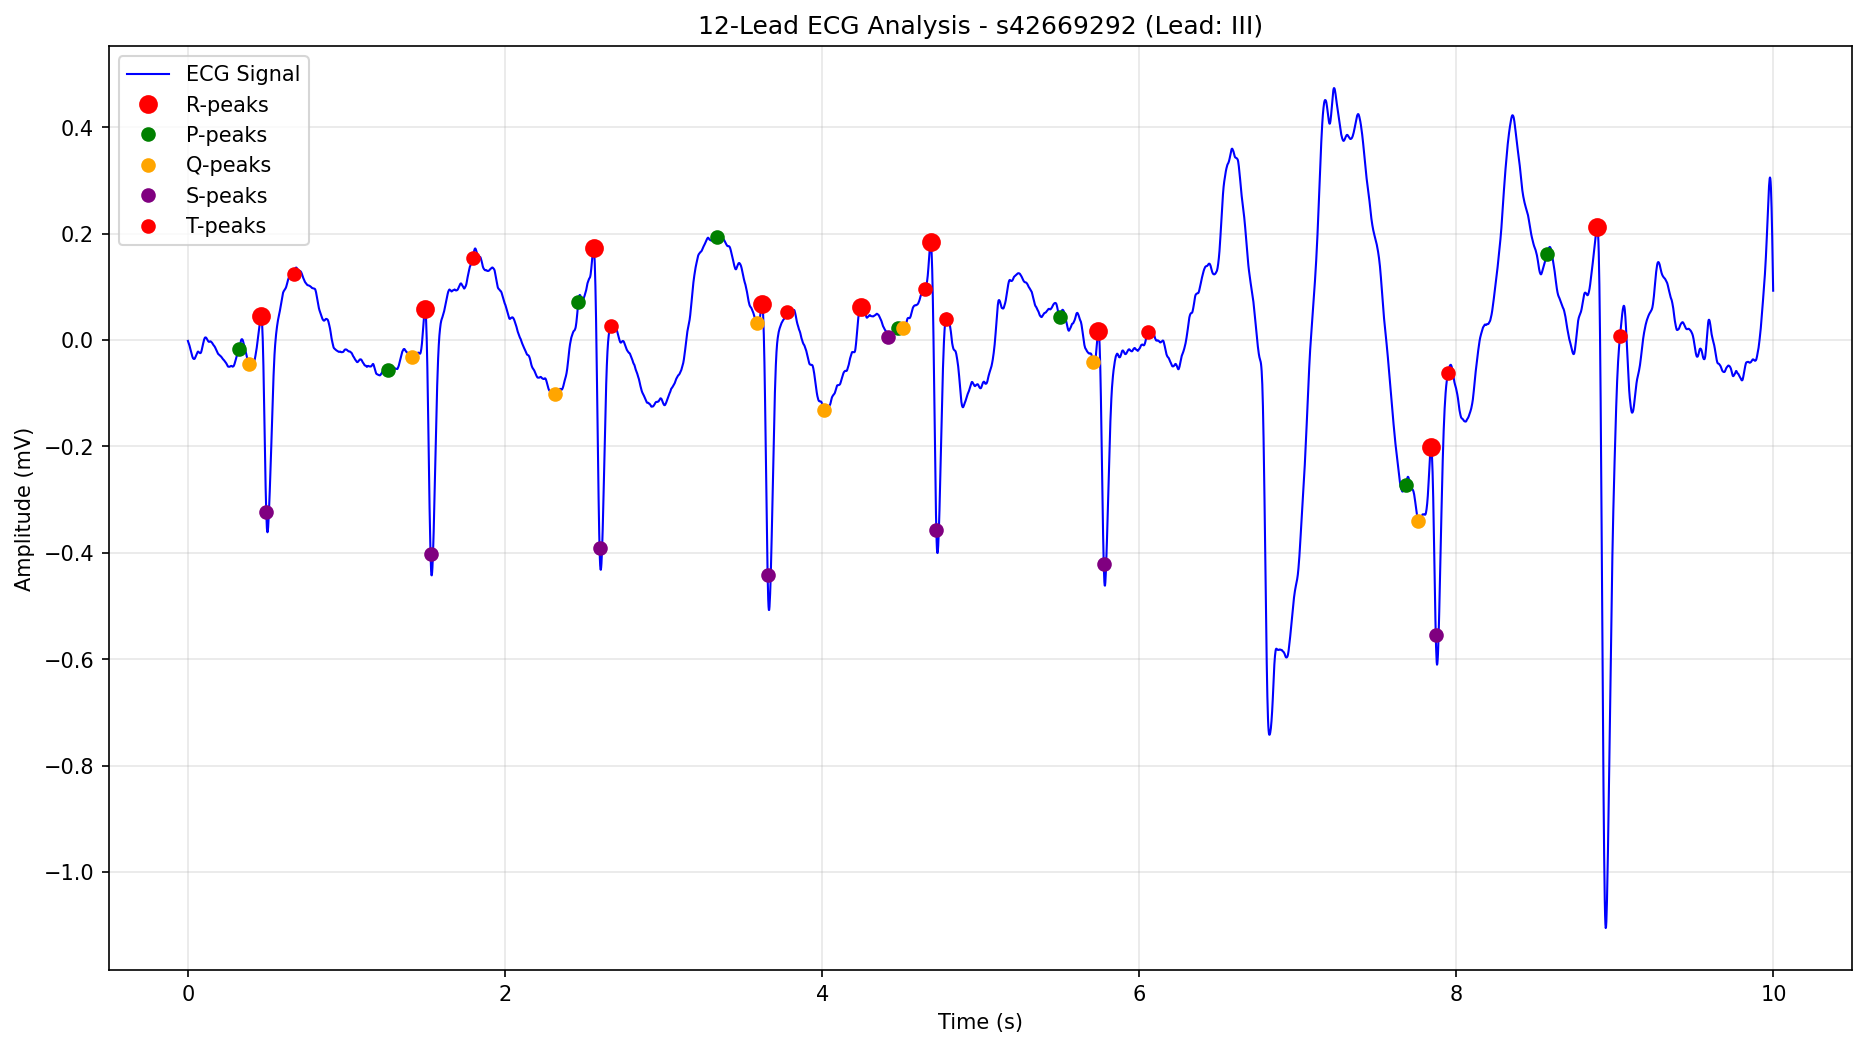 12-Lead ECG Analysis - s42669292 (Lead: III)
ECG Signal
R-peaks
P-peaks
Q-peaks
S-peaks
T-peaks
Amplitude (mV)
0.4
0.2
0.0
−0.2
−0.4
−0.6
−0.8
−1.0
0 2 4 6 8 10
Time (s)